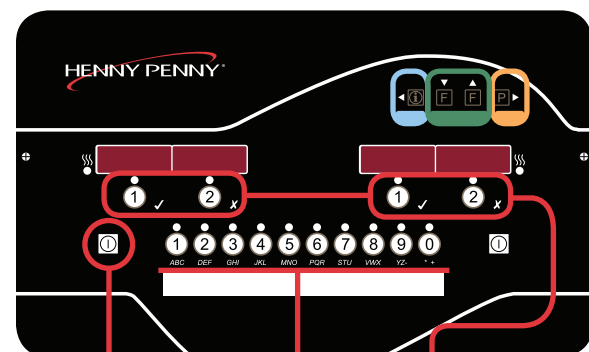 HENNY PENNY
F F P
1 ✓ 2 ✗ 1 ✓ 2 ✗
1 2 3 4 5 6 7 8 9 0
ABC DEF GHI JKL MNO PQR STU VWX YZ- * +